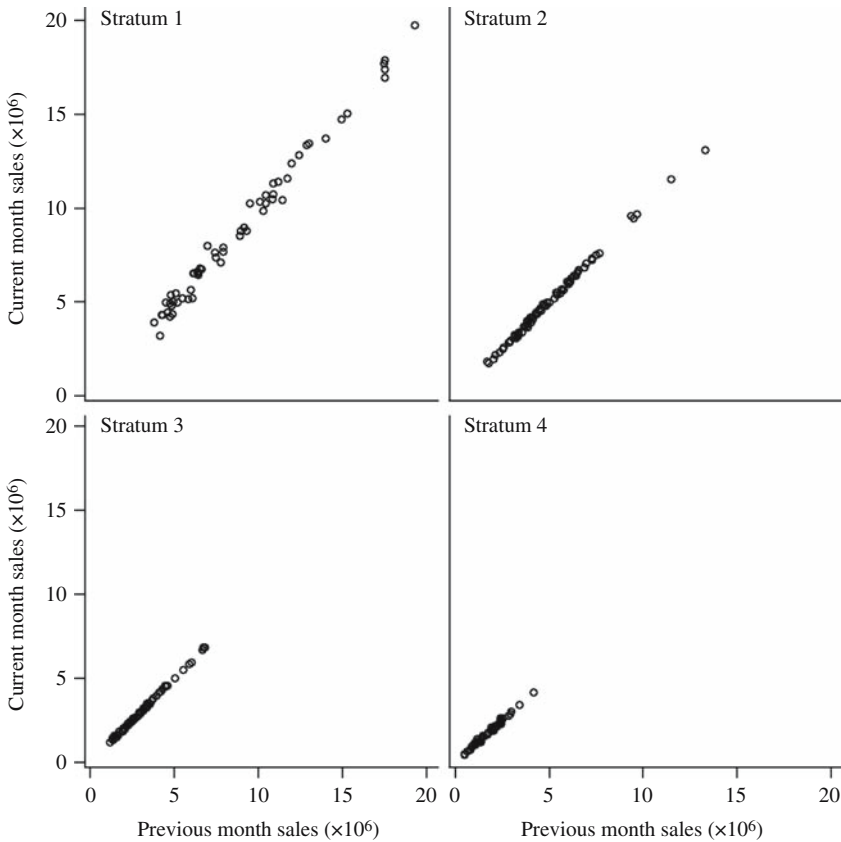 Stratum 1
Stratum 2
Current month sales (×10⁶)
20
15
10
5
0
Stratum 3
Stratum 4
Current month sales (×10⁶)
20
15
10
5
0
0 5 10 15 20
0 5 10 15 20
Previous month sales (×10⁶)
Previous month sales (×10⁶)